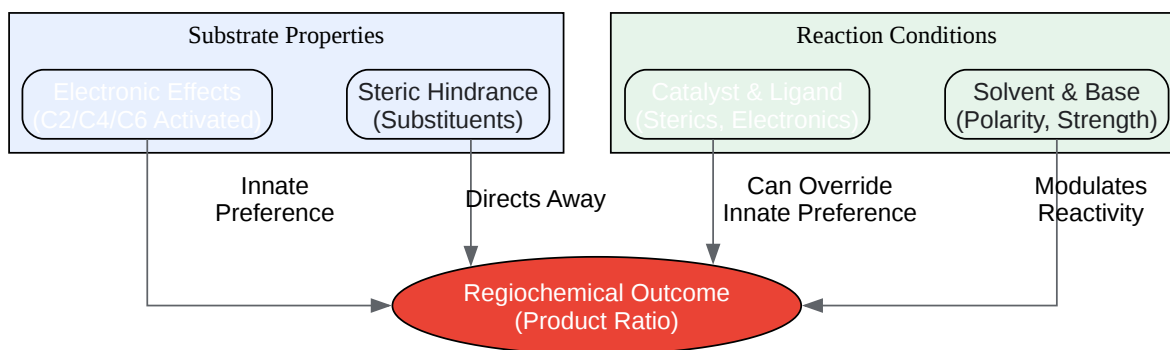 Substrate Properties
Reaction Conditions
Electronic Effects
(C2/C4/C6 Activated)
Steric Hindrance
(Substituents)
Catalyst & Ligand
(Sterics, Electronics)
Solvent & Base
(Polarity, Strength)
Innate
Preference
Directs Away
Can Override
Innate Preference
Modulates
Reactivity
Regiochemical Outcome
(Product Ratio)